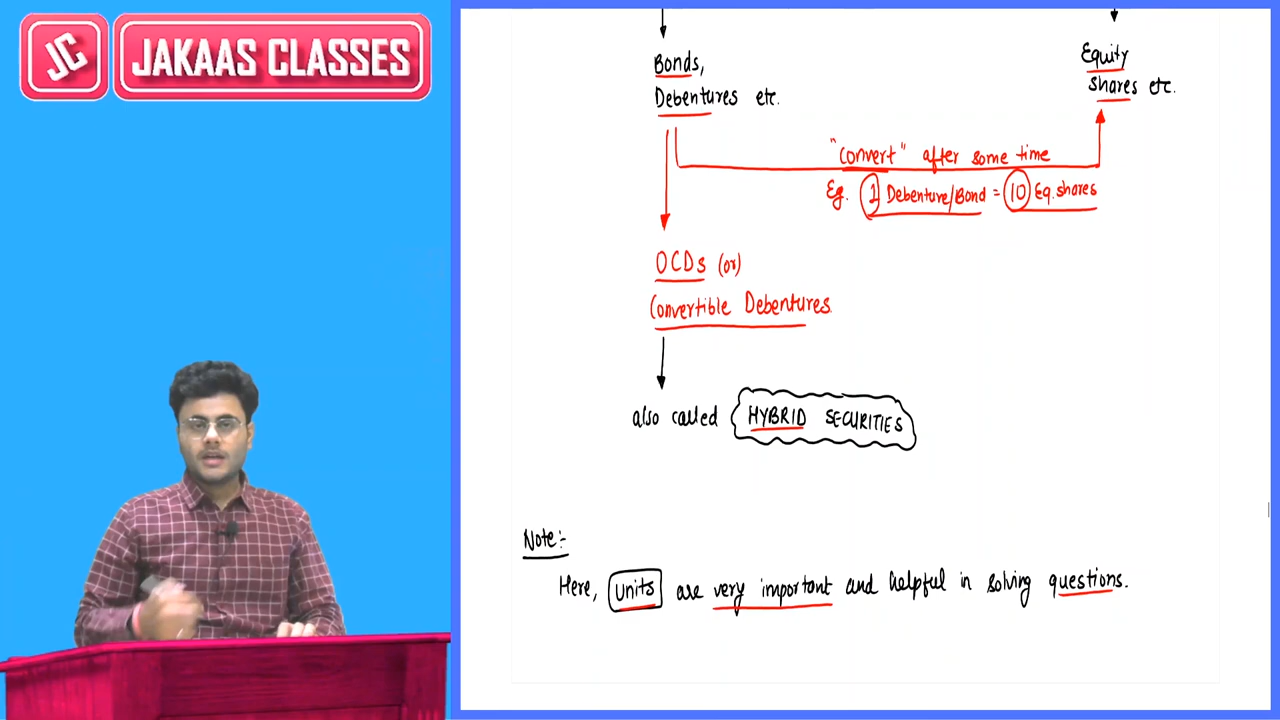 JC
JAKAAS CLASSES
Bonds,
Debentures etc.
Equity
shares etc.
"convert" after some time
Eg. 1 Debenture/Bond = 10 Eq. shares
OCDs (or)
Convertible Debentures
also called HYBRID SECURITIES
Note:-
Here, units are very important and helpful in solving questions.